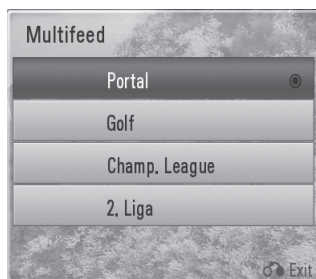 Multifeed
Portal
Golf
Champ. League
2. Liga
Exit